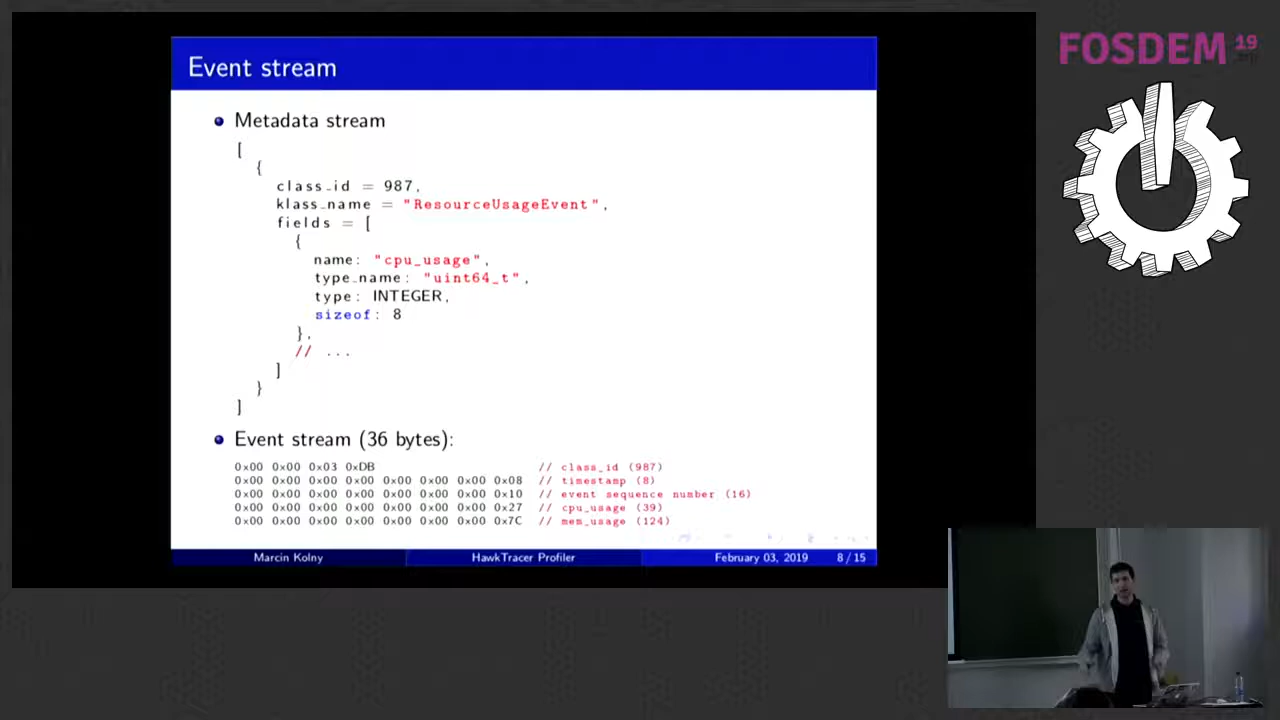 Event stream
FOSDEM 19
Metadata stream
[
{
class_id = 987,
klass_name = "ResourceUsageEvent",
fields = [
{
name: "cpu_usage",
type_name: "uint64_t",
type: INTEGER,
sizeof: 8
},
// ...
]
}
]
Event stream (36 bytes):
0x00 0x00 0x03 0xDB // class_id (987)
0x00 0x00 0x00 0x00 0x00 0x00 0x00 0x08 // timestamp (8)
0x00 0x00 0x00 0x00 0x00 0x00 0x00 0x10 // event sequence number (16)
0x00 0x00 0x00 0x00 0x00 0x00 0x00 0x27 // cpu_usage (39)
0x00 0x00 0x00 0x00 0x00 0x00 0x00 0x7C // mem_usage (124)
Marcin Kolny HawkTracer Profiler February 03, 2019 8 / 15